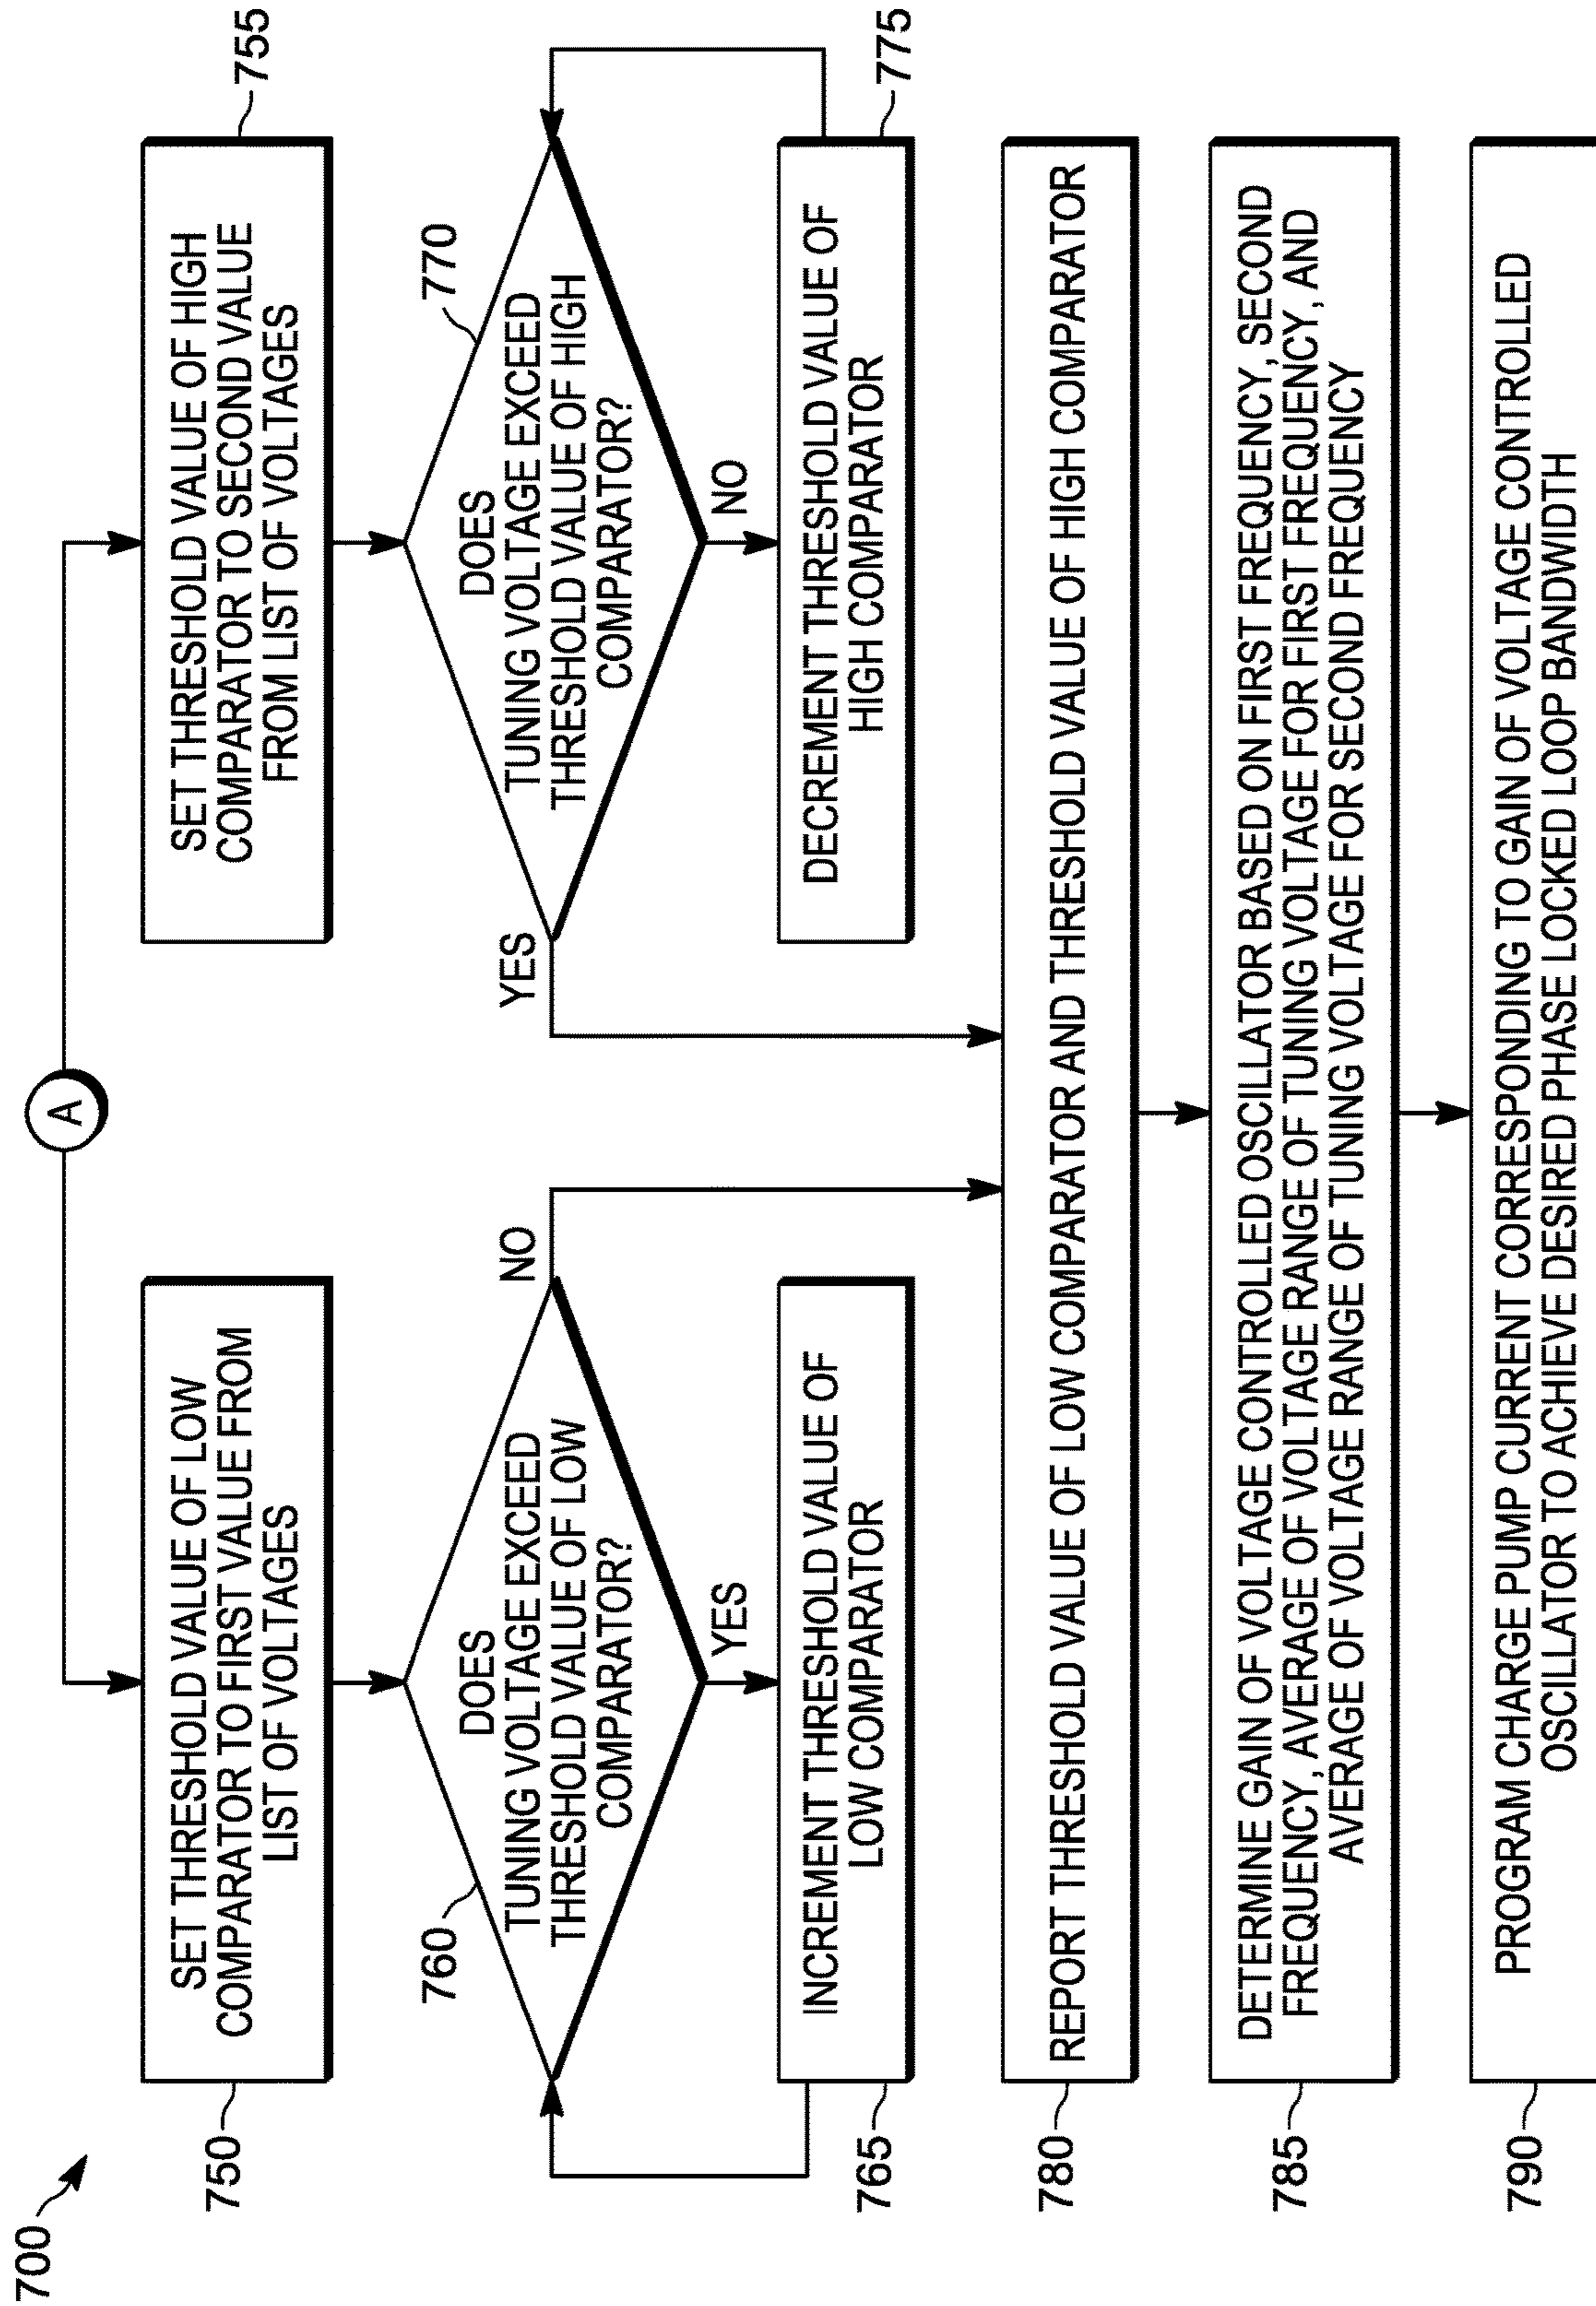 700
A
750
SET THRESHOLD VALUE OF LOW
COMPARATOR TO FIRST VALUE FROM
LIST OF VOLTAGES
755
SET THRESHOLD VALUE OF HIGH
COMPARATOR TO SECOND VALUE
FROM LIST OF VOLTAGES
760
DOES
TUNING VOLTAGE EXCEED
THRESHOLD VALUE OF LOW
COMPARATOR?
NO
YES
770
DOES
TUNING VOLTAGE EXCEED
THRESHOLD VALUE OF HIGH
COMPARATOR?
YES
NO
765
INCREMENT THRESHOLD VALUE OF
LOW COMPARATOR
775
DECREMENT THRESHOLD VALUE OF
HIGH COMPARATOR
780
REPORT THRESHOLD VALUE OF LOW COMPARATOR AND THRESHOLD VALUE OF HIGH COMPARATOR
785
DETERMINE GAIN OF VOLTAGE CONTROLLED OSCILLATOR BASED ON FIRST FREQUENCY, SECOND
FREQUENCY, AVERAGE OF VOLTAGE RANGE OF TUNING VOLTAGE FOR FIRST FREQUENCY, AND
AVERAGE OF VOLTAGE RANGE OF TUNING VOLTAGE FOR SECOND FREQUENCY
790
PROGRAM CHARGE PUMP CURRENT CORRESPONDING TO GAIN OF VOLTAGE CONTROLLED
OSCILLATOR TO ACHIEVE DESIRED PHASE LOCKED LOOP BANDWIDTH